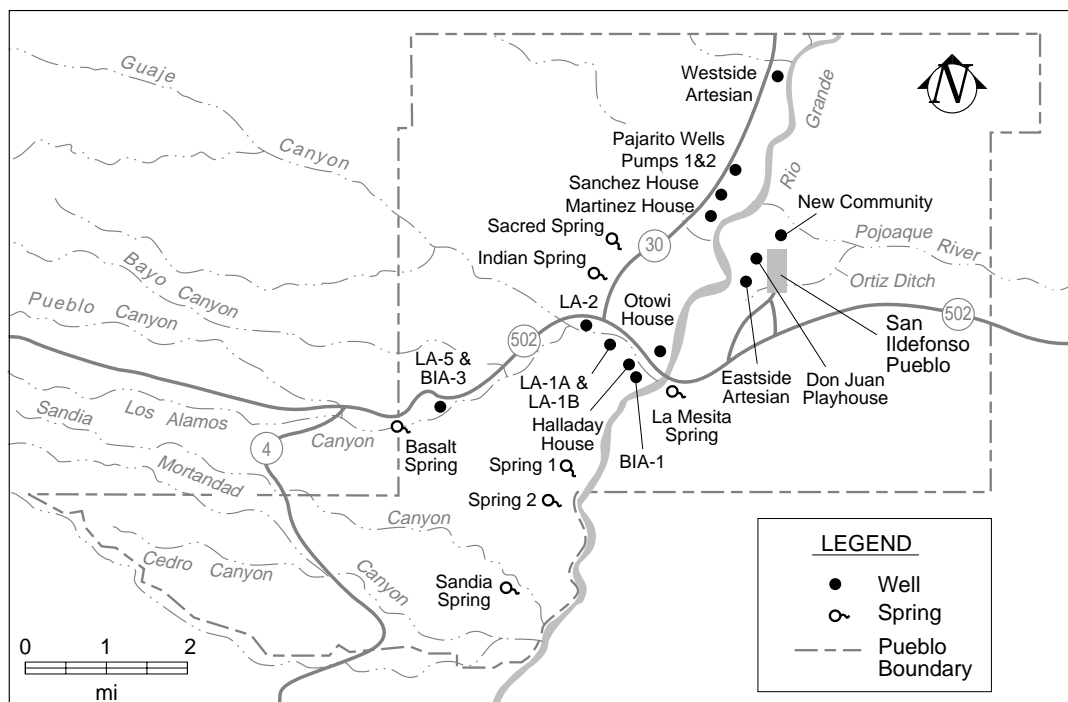 Guaje
Canyon
Westside
Artesian
N
Grande
Rio
Pajarito Wells
Pumps 1&2
Sanchez House
Martinez House
New Community
Sacred Spring
Indian Spring
30
Pojoaque
River
Ortiz Ditch
Bayo Canyon
Pueblo Canyon
LA-2
Otowi
House
502
502
San
Ildefonso
Pueblo
LA-5 &
BIA-3
LA-1A &
LA-1B
Halladay
House
BIA-1
La Mesita
Spring
Eastside
Artesian
Don Juan
Playhouse
Los Alamos
Canyon
Sandia
Canyon
4
Basalt
Spring
Mortandad
Canyon
Spring 1
Spring 2
Cedro Canyon
Sandia
Spring
0 1 2
mi
LEGEND
Well
Spring
Pueblo
Boundary